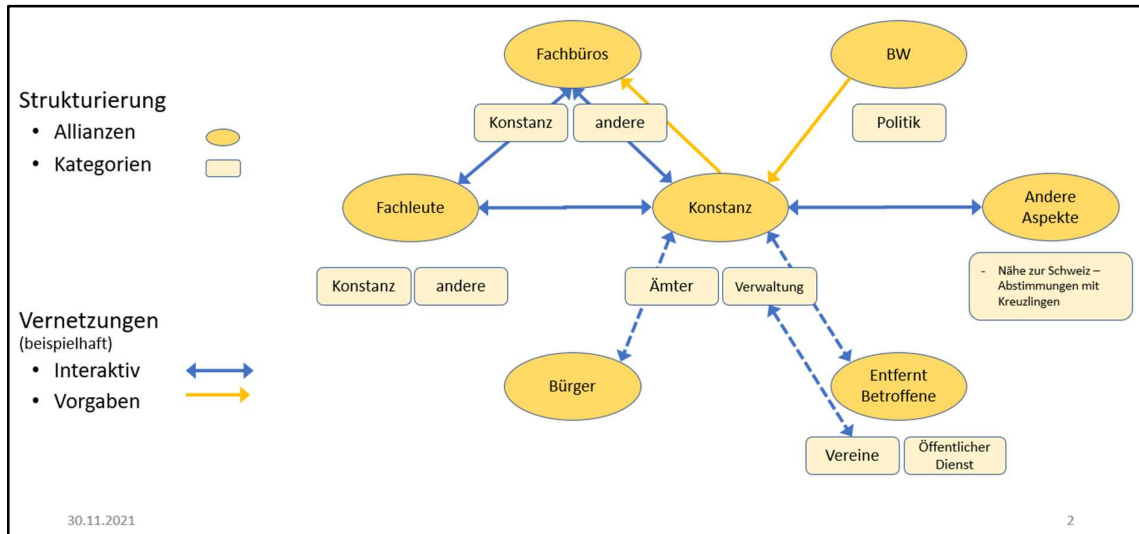 Strukturierung
• Allianzen
• Kategorien
Vernetzungen
(beispielhaft)
• Interaktiv
• Vorgaben
Fachbüros
BW
Konstanz
andere
Politik
Fachleute
Konstanz
Andere
Aspekte
Konstanz
andere
Ämter
Verwaltung
- Nähe zur Schweiz –
Abstimmungen mit
Kreuzlingen
Bürger
Entfernt
Betroffene
Vereine
Öffentlicher
Dienst
30.11.2021
2